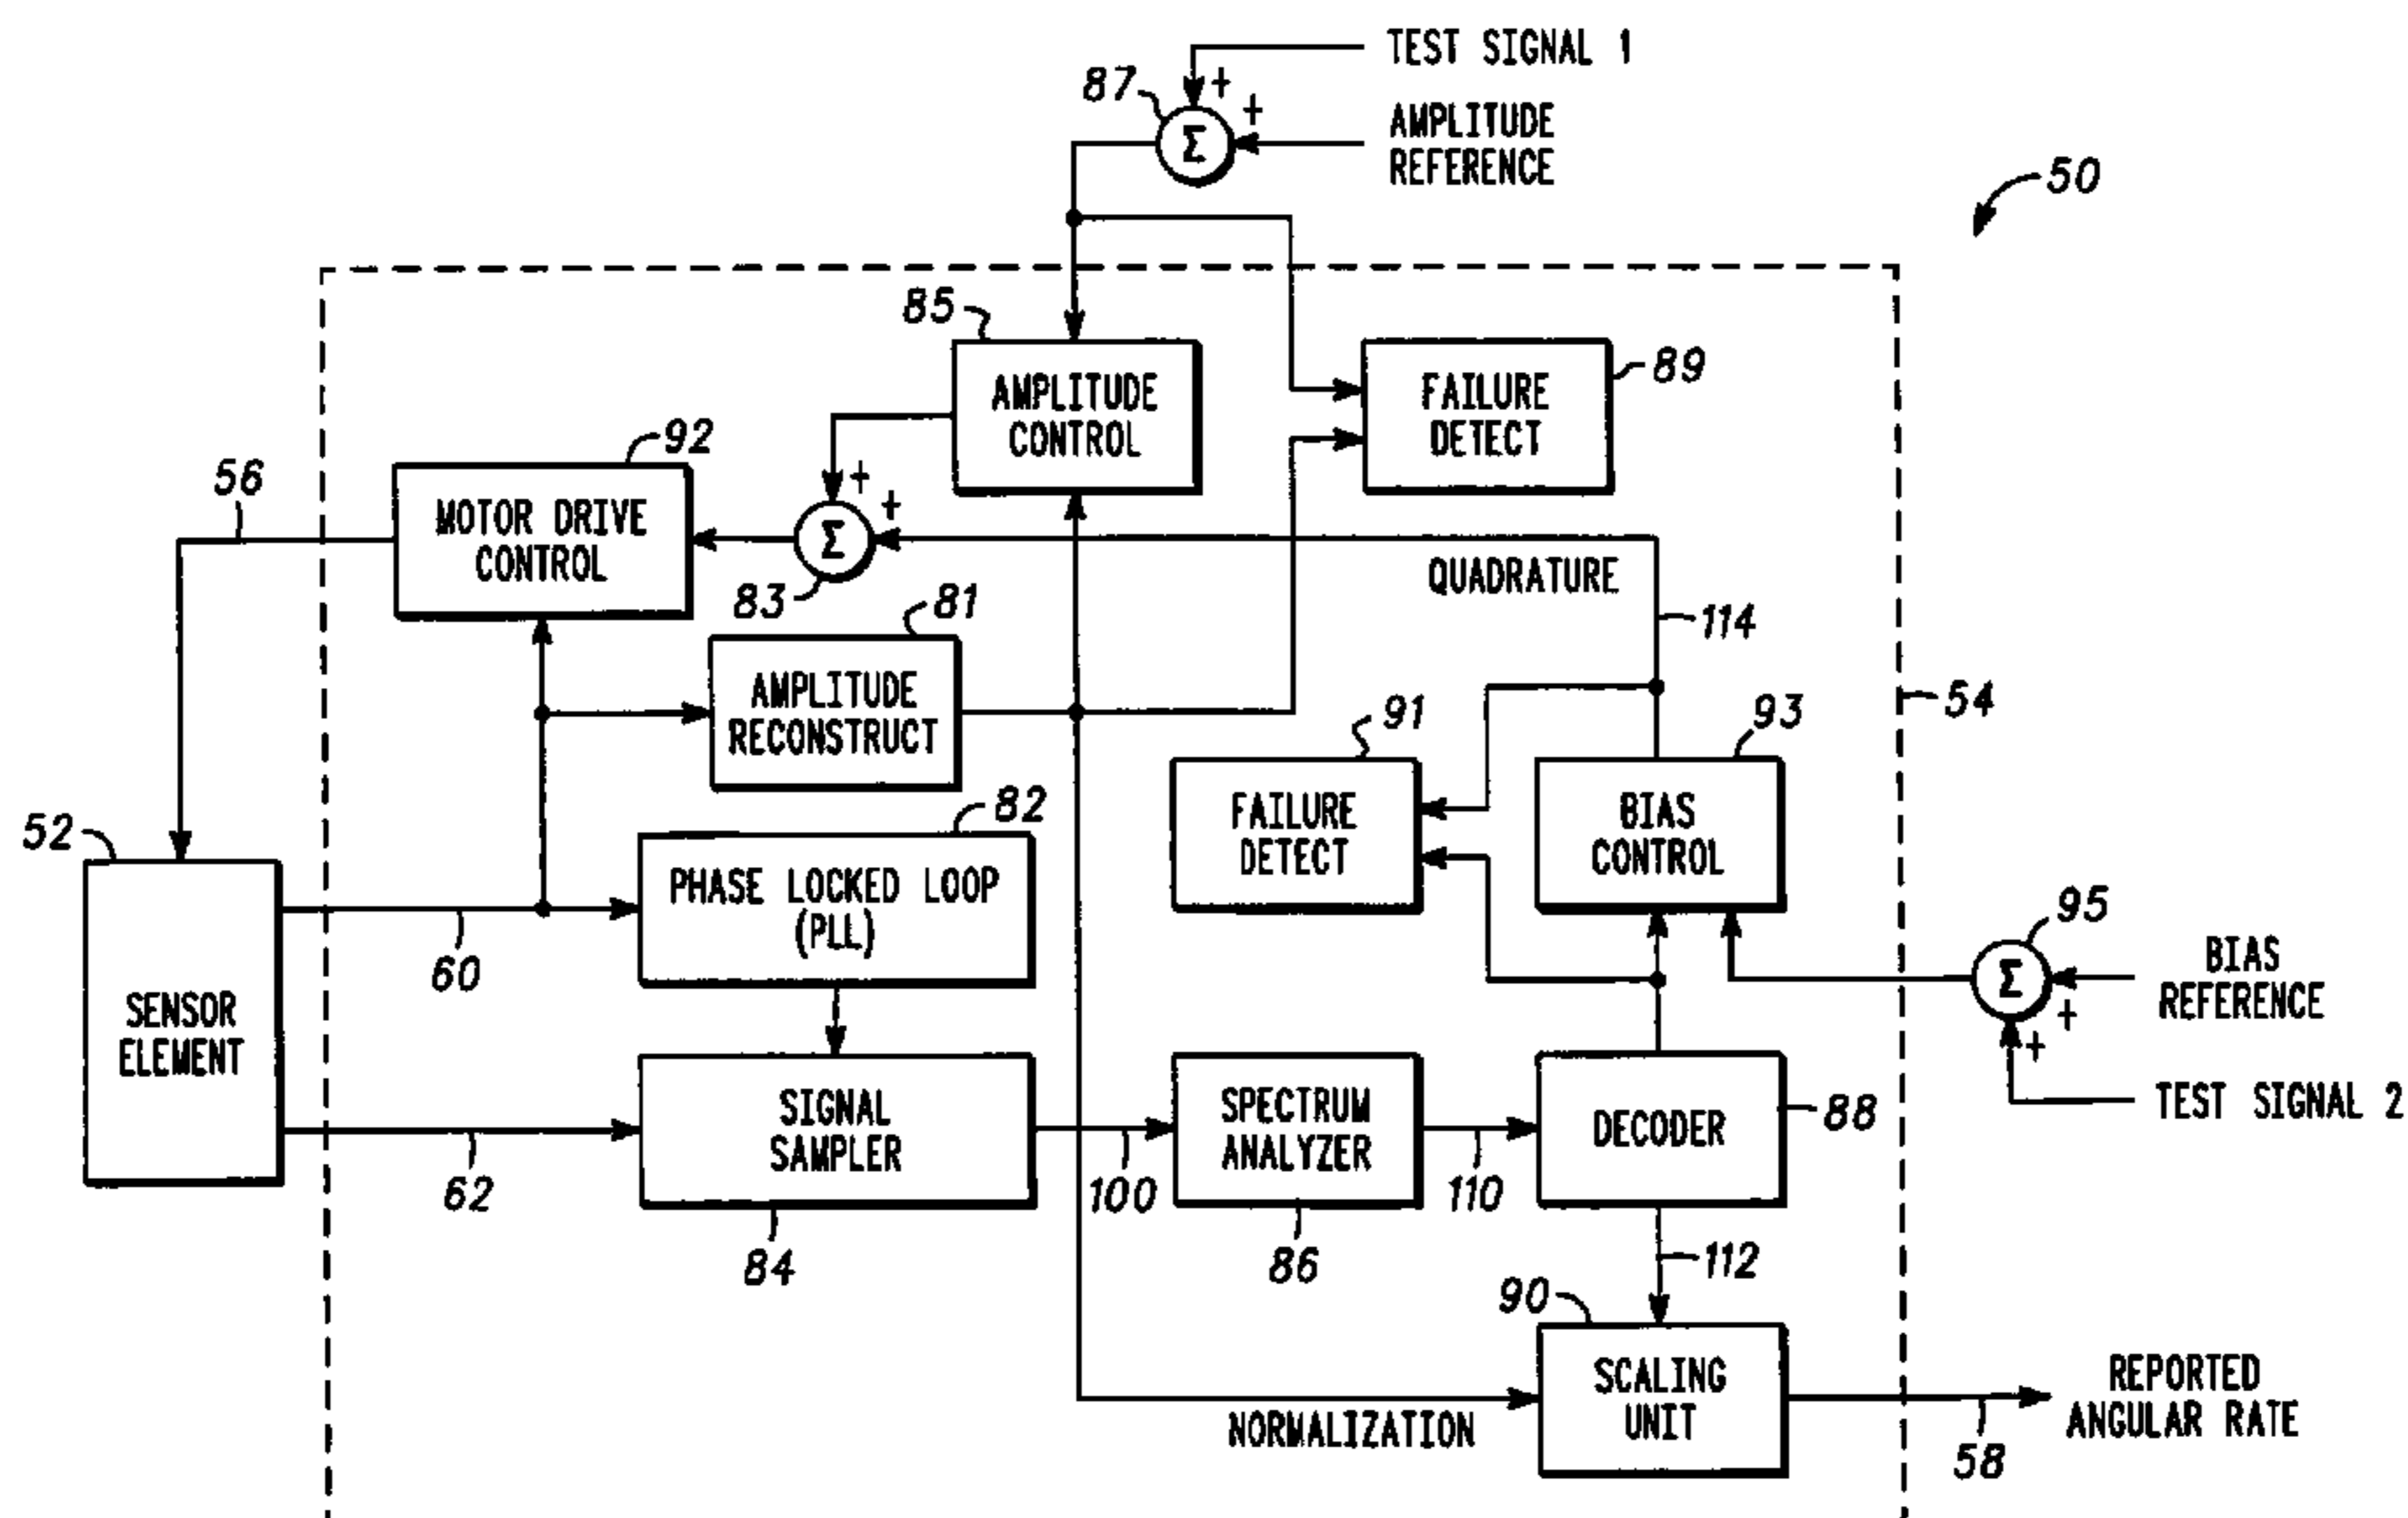 TEST SIGNAL 1
87
+
+
Σ
AMPLITUDE
REFERENCE
50
85
AMPLITUDE
CONTROL
FAILURE
DETECT
89
92
56
MOTOR DRIVE
CONTROL
+
+
Σ
83
QUADRATURE
114
81
AMPLITUDE
RECONSTRUCT
54
91
93
FAILURE
DETECT
BIAS
CONTROL
52
82
PHASE LOCKED LOOP
(PLL)
60
95
Σ
+
+
BIAS
REFERENCE
SENSOR
ELEMENT
TEST SIGNAL 2
62
SIGNAL
SAMPLER
84
100
SPECTRUM
ANALYZER
86
110
DECODER
88
112
90
SCALING
UNIT
NORMALIZATION
58
REPORTED
ANGULAR RATE